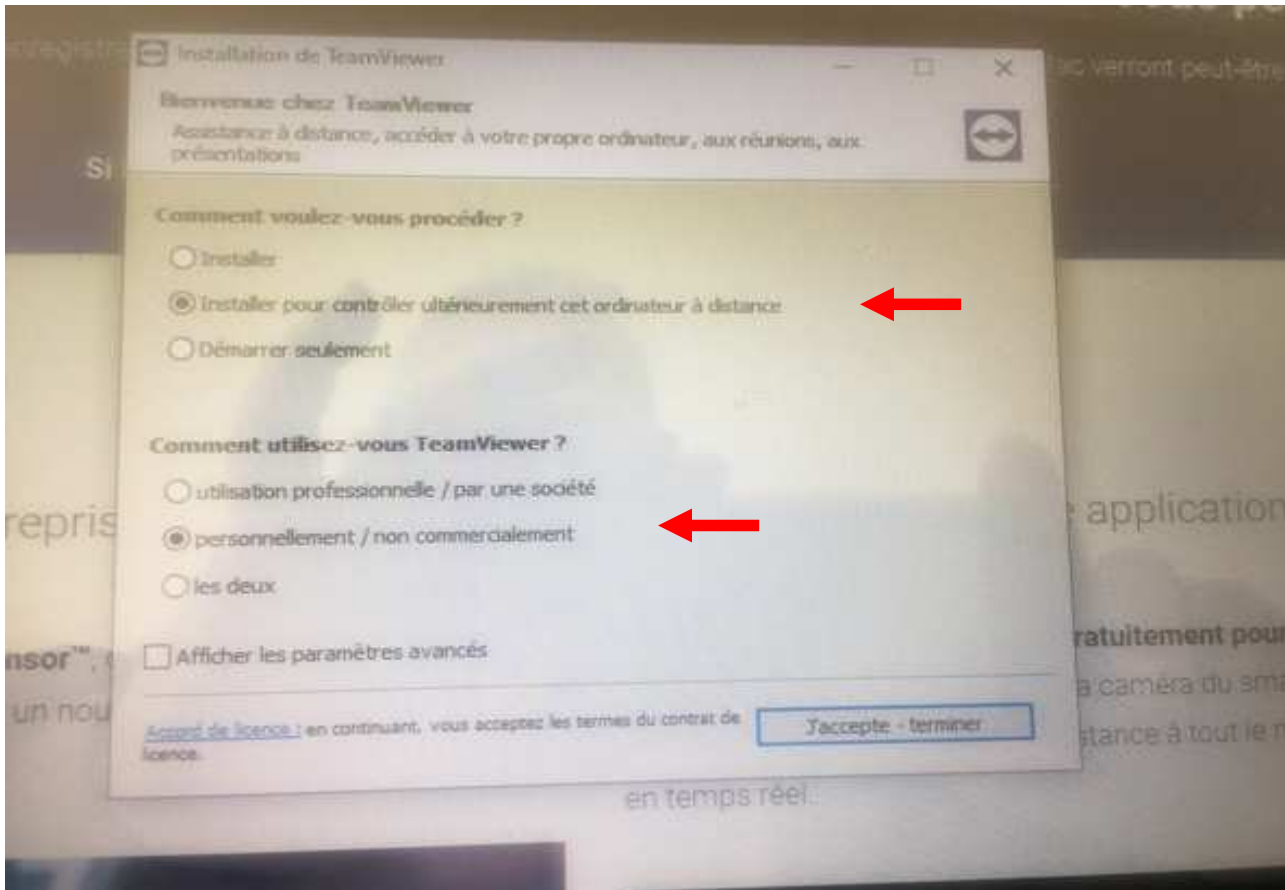 Installation de TeamViewer
Bienvenue chez TeamViewer
Assistance à distance, accéder à votre propre ordinateur, aux réunions, aux
présentations
verront peut-être
Si
Comment voulez-vous procéder ?
Installer
Installer pour contrôler ultérieurement cet ordinateur à distance
Démarrer seulement
Comment utilisez-vous TeamViewer ?
utilisation professionnelle / par une société
personnellement / non commercialement
les deux
Afficher les paramètres avancés
Accord de licence : en continuant, vous acceptez les termes du contrat de
licence.
J'accepte - terminer
repris
application
nsor™,
ratuitement pour
un nou
a caméra du sma
stance à tout le
en temps réel.